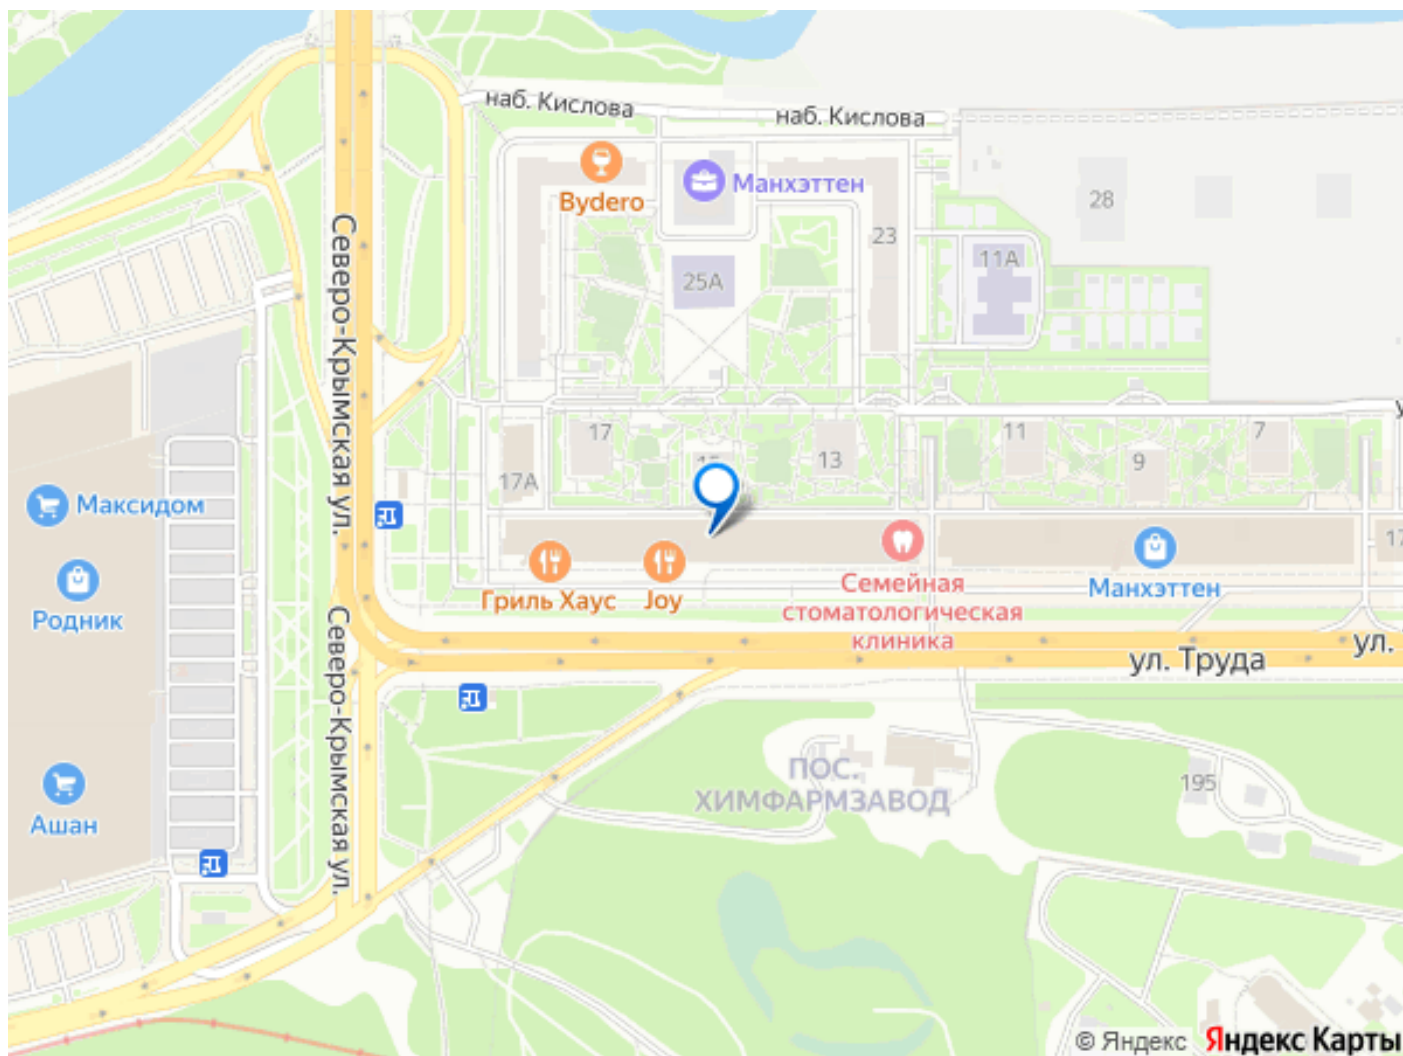 наб. Кислова
наб. Кислова
Bydero
Манхэттен
28
23
11А
25А
Северо-Крымская ул.
17
13
11
9
7
17А
Максидом
Родник
Гриль Хаус
Joy
Семейная
стоматологическая
клиника
Манхэттен
17
ул. Труда
ул.
Северо-Крымская ул.
ПОС.
ХИМФАРМЗАВОД
195
Ашан
© Яндекс Яндекс Карты